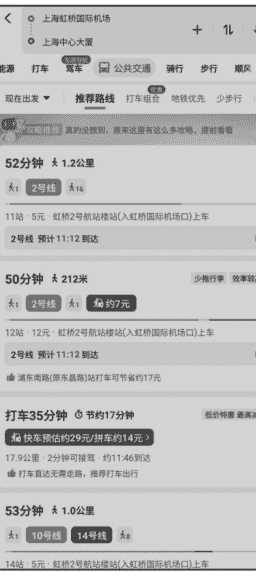 上海虹桥国际机场
上海中心大厦
能源 打车 驾车 公共交通 骑行 步行 顺风
现在出发 推荐路线 打车组合 地铁优先 少步行
攻略推荐 真的没想到，原来这里有这么多攻略，提前看看
52分钟 1.2公里
1 2号线 16
11站 · 5元 · 虹桥2号航站楼站(入虹桥国际机场口)上车
2号线 预计 11:12 到达
50分钟 212米 少拖行李 效率较
1 2号线 1 约7元
12站 · 12元 · 虹桥2号航站楼站(入虹桥国际机场口)上车
2号线 预计 11:12 到达
浦东南路(原东昌路)站打车可节省约17元
打车35分钟 节约17分钟 低价特惠 最高减
快车预估约29元/拼车约14元 >
17.9公里 · 2分钟可接驾 · 约11:46到达
打车直达无需走路，推荐打车出行
53分钟 1.0公里
1 10号线 14号线 8
14站 · 5元 · 虹桥2号航站楼站(入虹桥国际机场口)上车